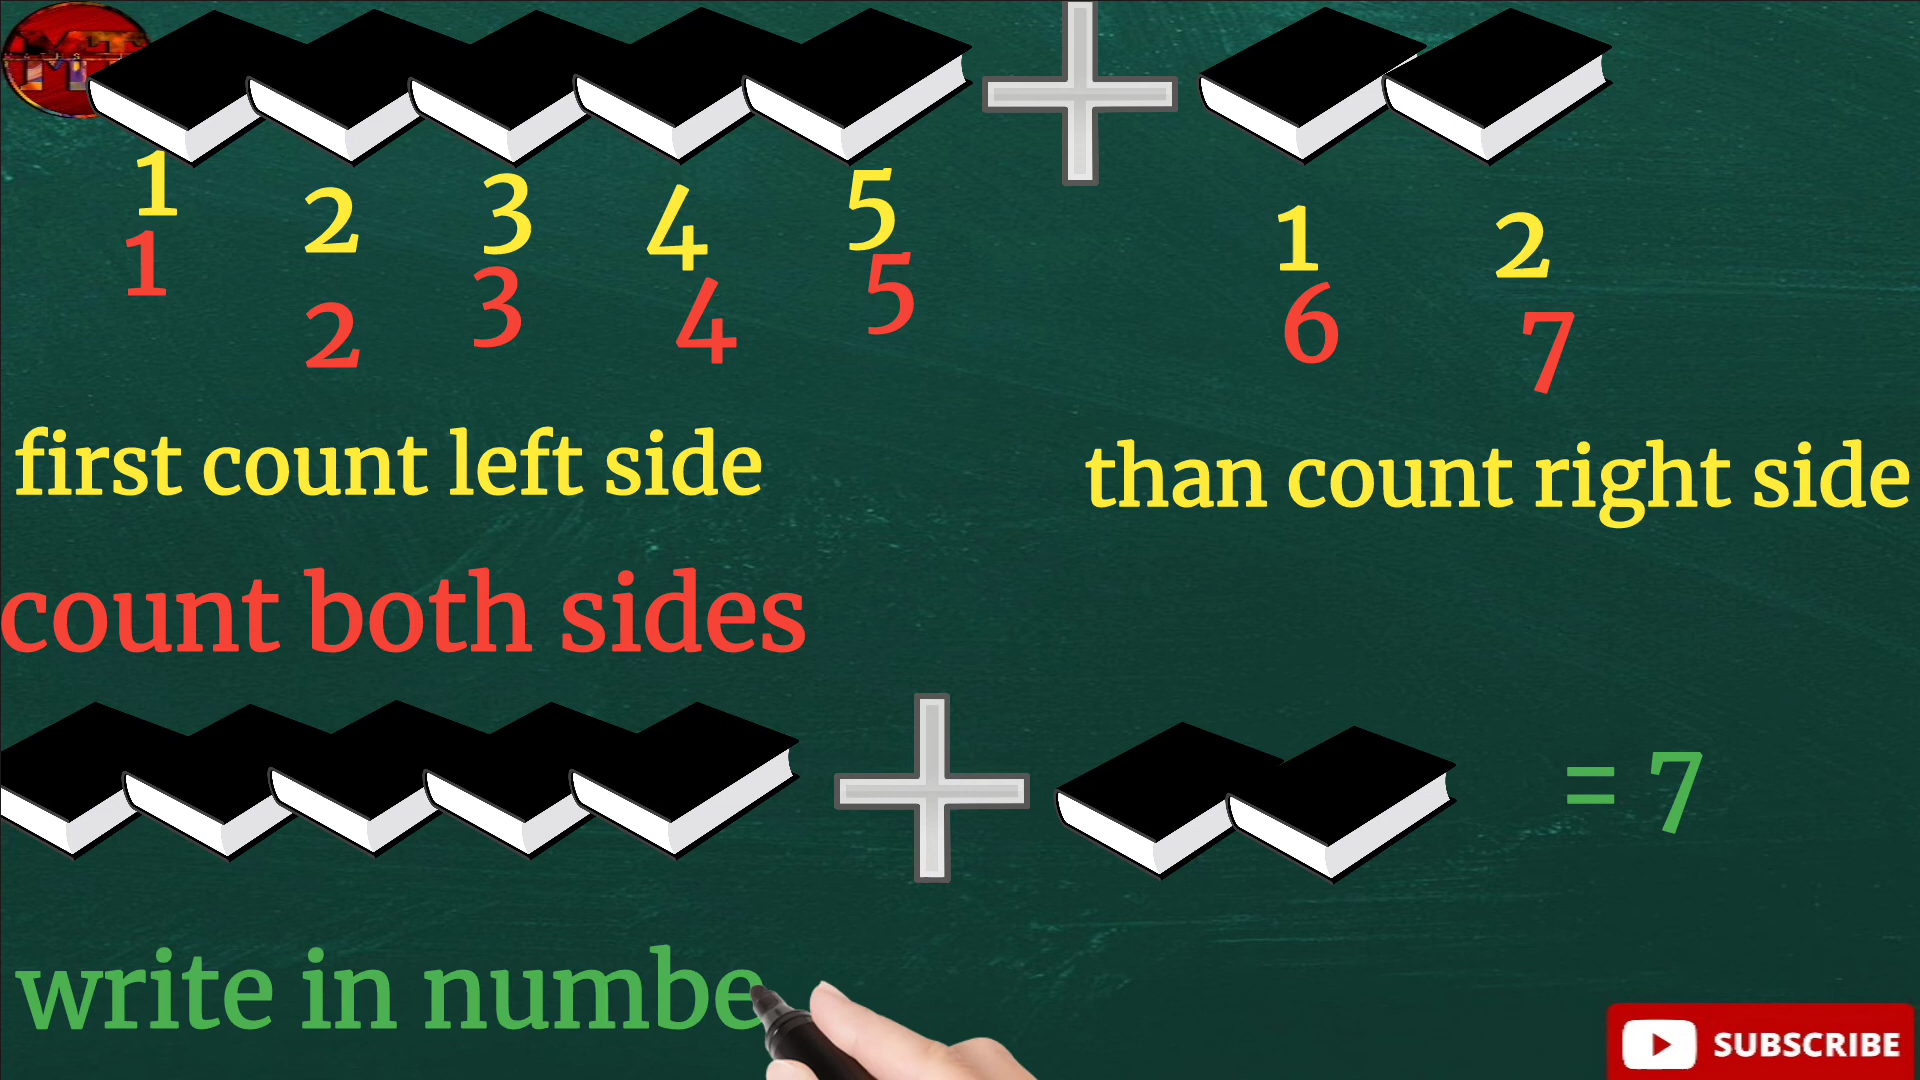 1 2 3 4 5 1 2
1 2 3 4 5 6 7
first count left side than count right side
count both sides
= 7
write in numbe
SUBSCRIBE